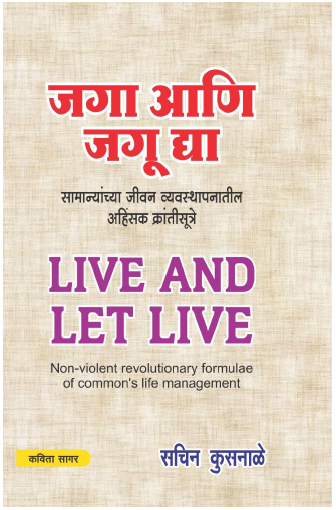 जगा आणि
जगू द्या
सामान्यांच्या जीवन व्यवस्थापनातील
अहिंसक क्रांतीसूत्रे
LIVE AND
LET LIVE
Non-violent revolutionary formulae
of common's life management
कविता सागर
सचिन कुसनाळे